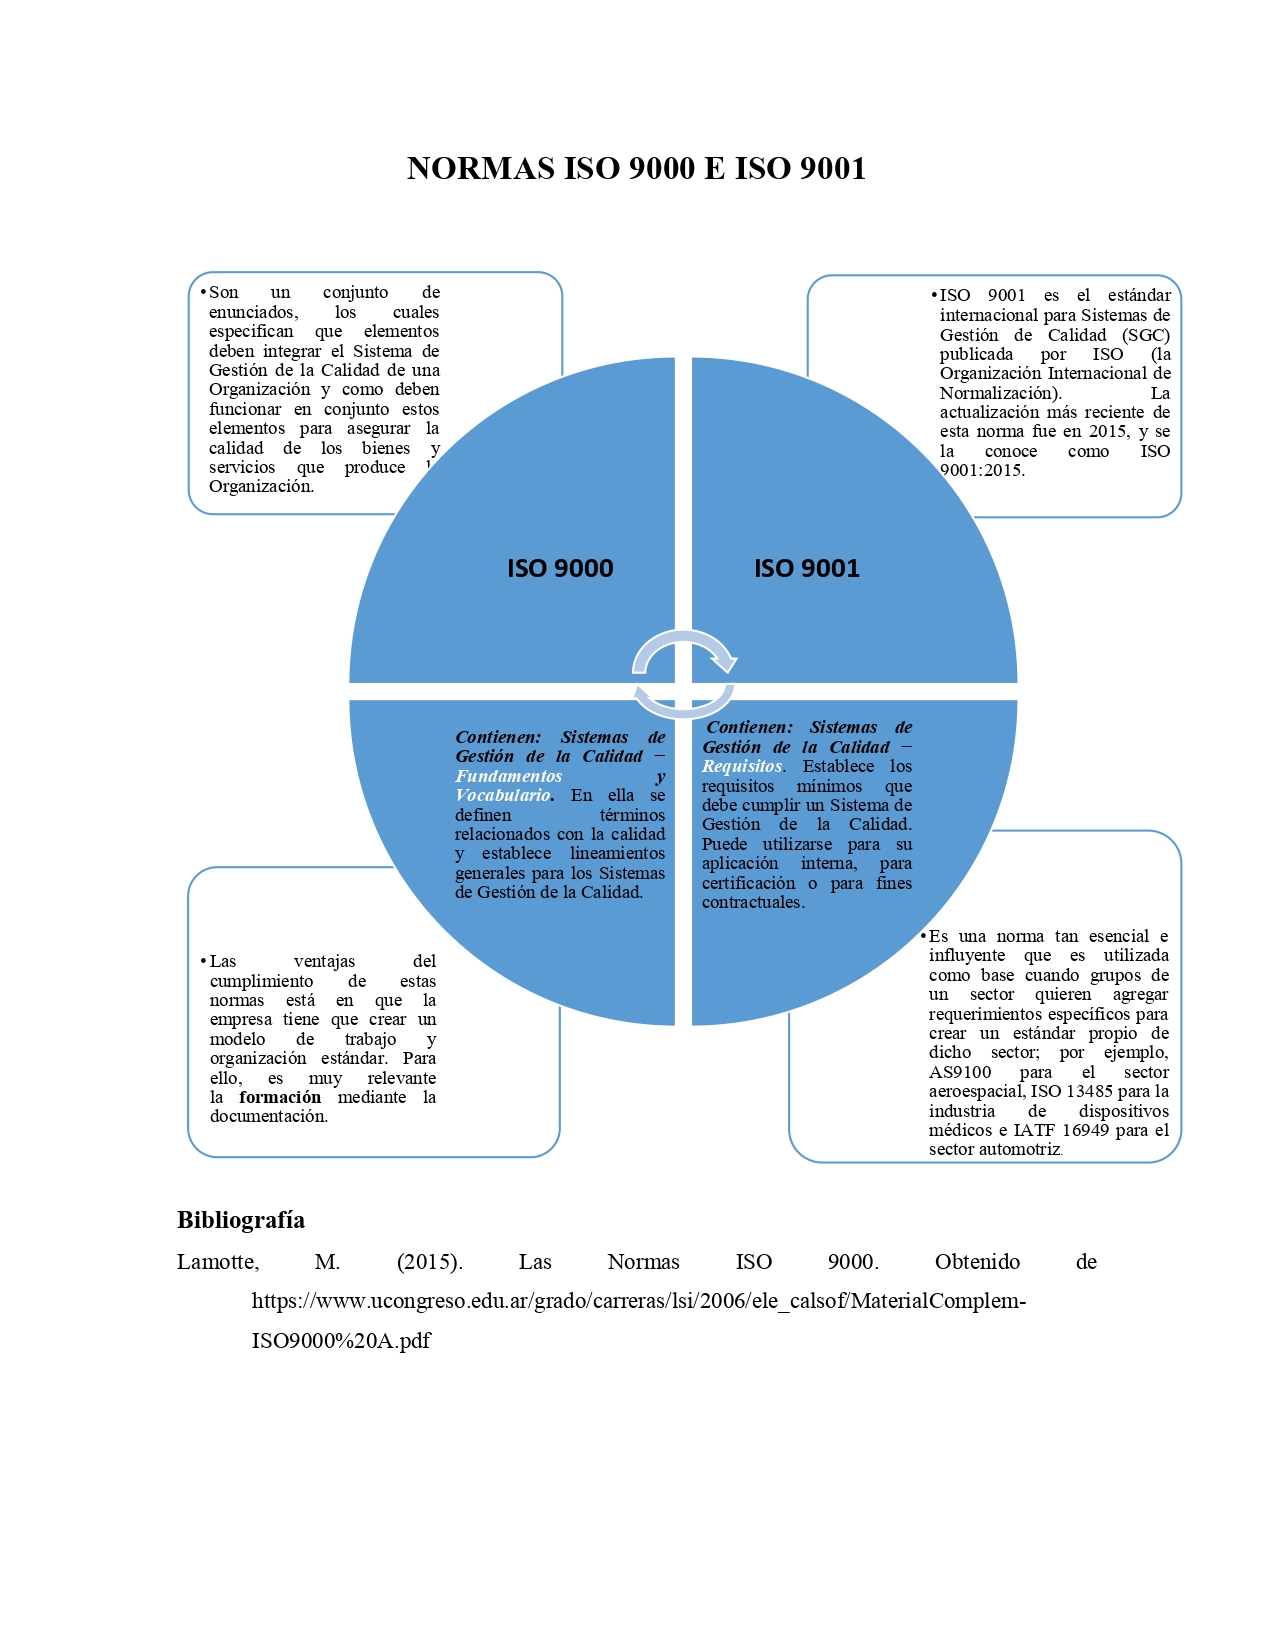 NORMAS ISO 9000 E ISO 9001
•Son un conjunto de
enunciados, los cuales
especifican que elementos
deben integrar el Sistema de
Gestión de la Calidad de una
Organización y como deben
funcionar en conjunto estos
elementos para asegurar la
calidad de los bienes y
servicios que produce
Organización.
•ISO 9001 es el estándar
internacional para Sistemas de
Gestión de Calidad (SGC)
publicada por ISO (la
Organización Internacional de
Normalización). La
actualización más reciente de
esta norma fue en 2015, y se
la conoce como ISO
9001:2015.
ISO 9000
ISO 9001
Contienen: Sistemas de
Gestión de la Calidad –
Fundamentos y
Vocabulario. En ella se
definen términos
relacionados con la calidad
y establece lineamientos
generales para los Sistemas
de Gestión de la Calidad.
Contienen: Sistemas de
Gestión de la Calidad –
Requisitos. Establece los
requisitos mínimos que
debe cumplir un Sistema de
Gestión de la Calidad.
Puede utilizarse para su
aplicación interna, para
certificación o para fines
contractuales.
•Las ventajas del
cumplimiento de estas
normas está en que la
empresa tiene que crear un
modelo de trabajo y
organización estándar. Para
ello, es muy relevante
la formación mediante la
documentación.
•Es una norma tan esencial e
influyente que es utilizada
como base cuando grupos de
un sector quieren agregar
requerimientos específicos para
crear un estándar propio de
dicho sector; por ejemplo,
AS9100 para el sector
aeroespacial, ISO 13485 para la
industria de dispositivos
médicos e IATF 16949 para el
sector automotriz.
Bibliografía
Lamotte, M. (2015). Las Normas ISO 9000. Obtenido de
https://www.ucongreso.edu.ar/grado/carreras/lsi/2006/ele_calsof/MaterialComplem-
ISO9000%20A.pdf